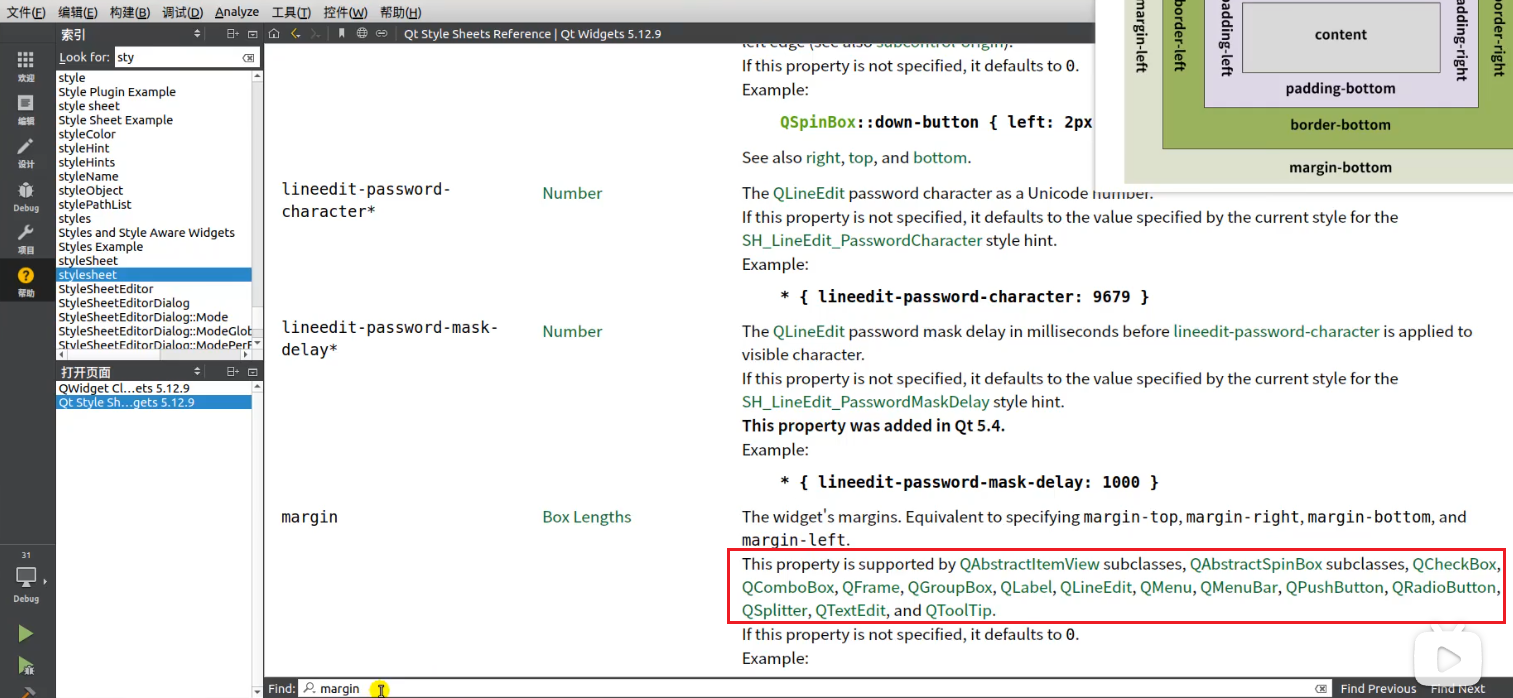 文件(F) 编辑(E) 构建(B) 调试(D) Analyze 工具(T) 控件(W) 帮助(H)
索引
Qt Style Sheets Reference | Qt Widgets 5.12.9
Look for: sty
欢迎
编辑
设计
Debug
项目
帮助
31
Debug
style
Style Plugin Example
style sheet
Style Sheet Example
styleColor
styleHint
styleHints
styleName
styleObject
stylePathList
styles
Styles and Style Aware Widgets
Styles Example
styleSheet
stylesheet
StyleSheetEditor
StyleSheetEditorDialog
StyleSheetEditorDialog::Mode
StyleSheetEditorDialog::ModeGlob
StyleSheetEditorDialog::ModePerF
打开页面
QWidget Cl...ets 5.12.9
Qt Style Sh...gets 5.12.9
left edge (see also subcontrol-origin).
If this property is not specified, it defaults to 0.
Example:
QSpinBox::down-button { left: 2px
See also right, top, and bottom.
lineedit-password-
character*
Number
The QLineEdit password character as a Unicode number.
If this property is not specified, it defaults to the value specified by the current style for the
SH_LineEdit_PasswordCharacter style hint.
Example:
* { lineedit-password-character: 9679 }
lineedit-password-mask-
delay*
Number
The QLineEdit password mask delay in milliseconds before lineedit-password-character is applied to
visible character.
If this property is not specified, it defaults to the value specified by the current style for the
SH_LineEdit_PasswordMaskDelay style hint.
This property was added in Qt 5.4.
Example:
* { lineedit-password-mask-delay: 1000 }
margin
Box Lengths
The widget's margins. Equivalent to specifying margin-top, margin-right, margin-bottom, and
margin-left.
This property is supported by QAbstractItemView subclasses, QAbstractSpinBox subclasses, QCheckBox,
QComboBox, QFrame, QGroupBox, QLabel, QLineEdit, QMenu, QMenuBar, QPushButton, QRadioButton,
QSplitter, QTextEdit, and QToolTip.
If this property is not specified, it defaults to 0.
Example:
margin-left
border-left
padding-left
content
padding-right
border-right
padding-bottom
border-bottom
margin-bottom
Find: margin
Find Previous Find Next